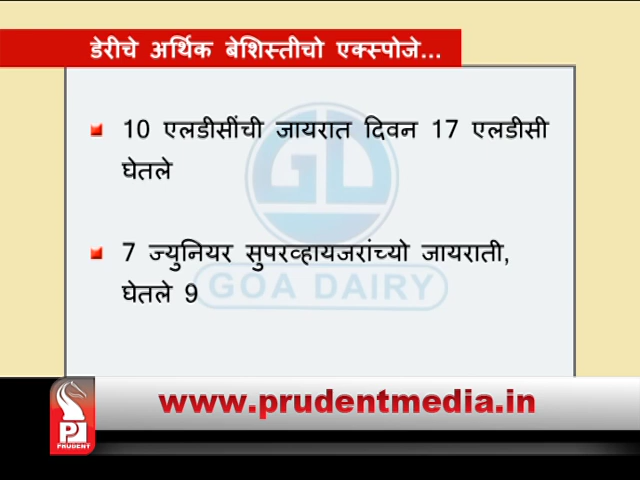 डेरीचे अर्थिक बेशिस्तीचो एक्स्पोजे...
10 एलडीसींची जायरात दिवन 17 एलडीसी
घेतले
7 ज्युनियर सुपरव्हायजरांच्यो जायराती,
घेतले 9
GOA DAIRY
www.prudentmedia.in
PRUDENT